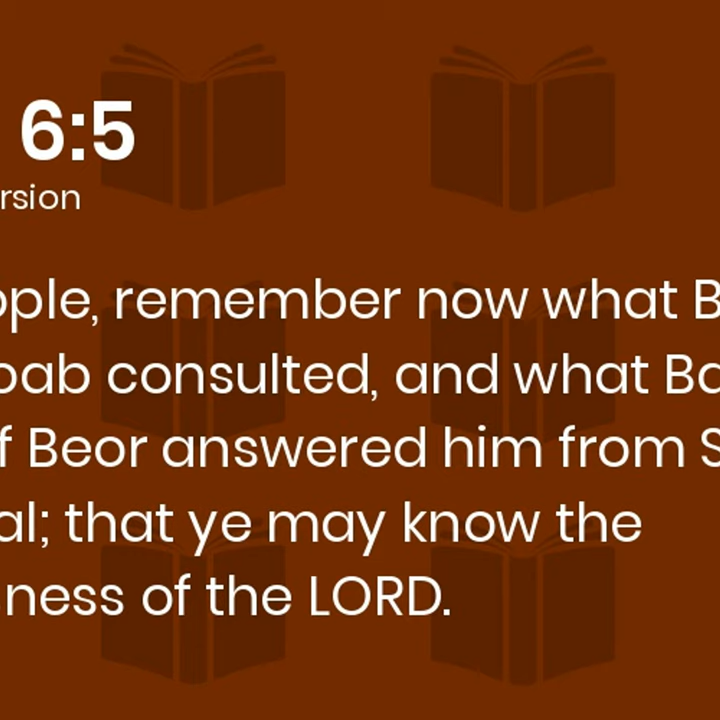 6:5
rsion
ople, remember now what B
oab consulted, and what Ba
f Beor answered him from S
al; that ye may know the
ness of the LORD.